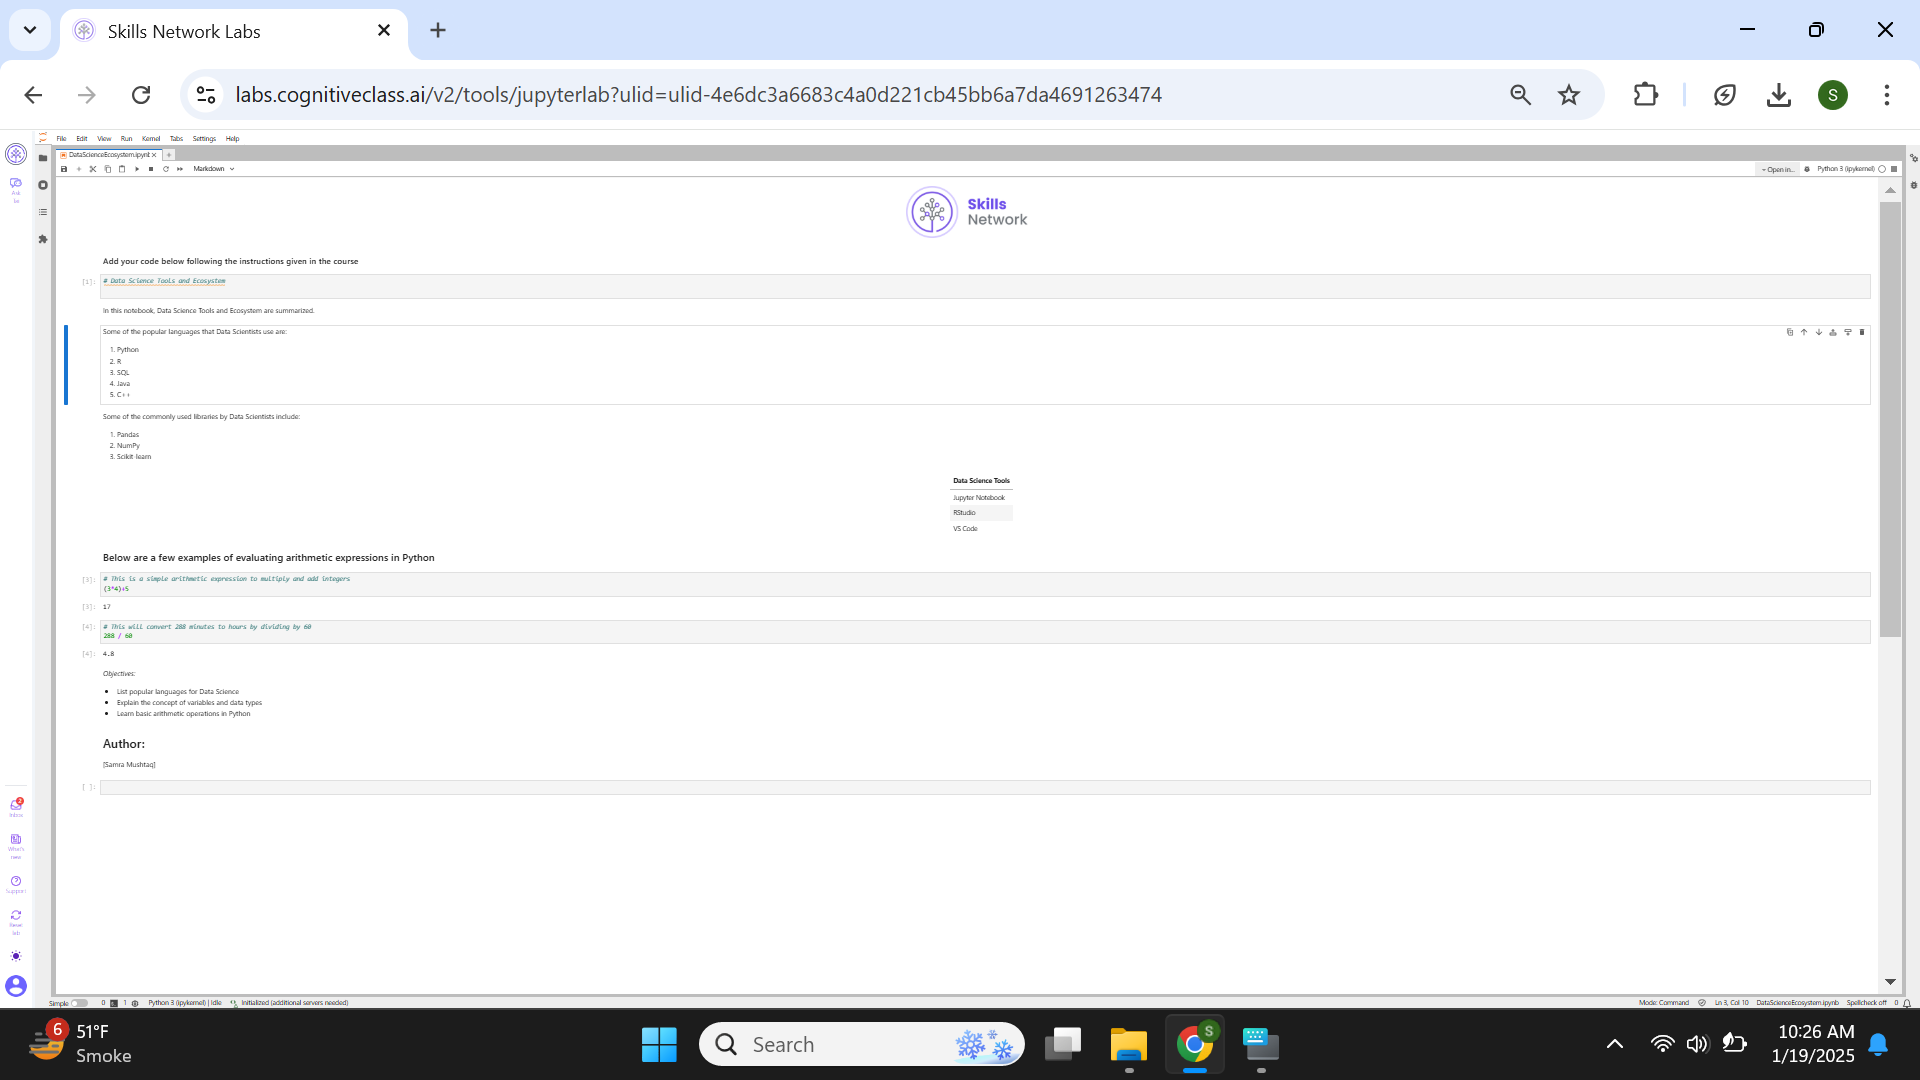 Skills Network Labs
labs.cognitiveclass.ai/v2/tools/jupyterlab?ulid=ulid-4e6dc3a6683c4a0d221cb45bb6a7da4691263474
S
File Edit View Run Kernel Tabs Settings Help
DataScienceEcosystem.ipynb
Markdown
Open in...
Python 3 (ipykernel)
Ask
Skills
Network
Add your code below following the instructions given in the course
[1]: # Data Science Tools and Ecosystem
In this notebook, Data Science Tools and Ecosystem are summarized.
Some of the popular languages that Data Scientists use are:
1. Python
2. R
3. SQL
4. Java
5. C++
Some of the commonly used libraries by Data Scientists include:
1. Pandas
2. NumPy
3. Scikit-learn
Data Science Tools
Jupyter Notebook
RStudio
VS Code
Below are a few examples of evaluating arithmetic expressions in Python
[3]: # This is a simple arithmetic expression to multiply and add integers
(3*4)+5
[3]: 17
[4]: # This will convert 288 minutes to hours by dividing by 60
288 / 60
[4]: 4.8
Objectives:
• List popular languages for Data Science
• Explain the concept of variables and data types
• Learn basic arithmetic operations in Python
Author:
[Samra Mushtaq]
[ ]:
2
Inbox
What's
new
Support
Reset
lab
Simple 0 1 Python 3 (ipykernel) | Idle Initialized (additional servers needed)
Mode: Command Ln 3, Col 10 DataScienceEcosystem.ipynb Spellcheck off 0
6
51°F
Smoke
Search
S
10:26 AM
1/19/2025